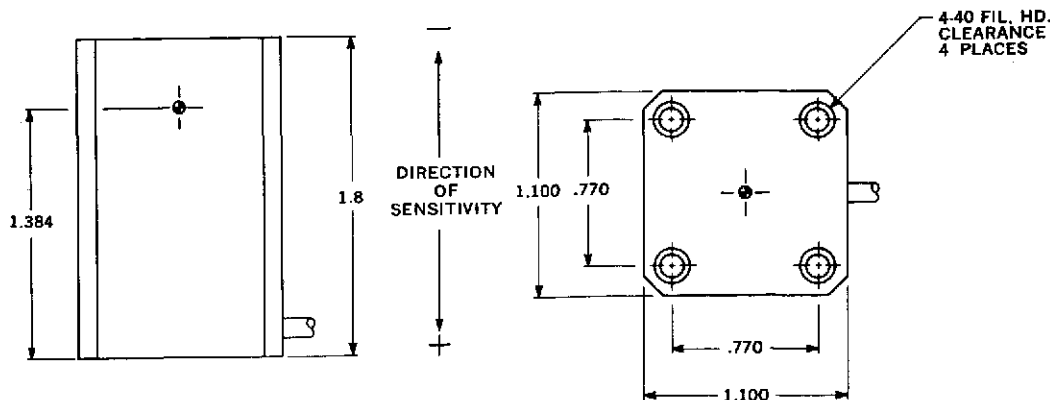 4-40 FIL. HD.
CLEARANCE
4 PLACES
1.384
1.8
−
DIRECTION
OF
SENSITIVITY
+
1.100
.770
.770
1.100